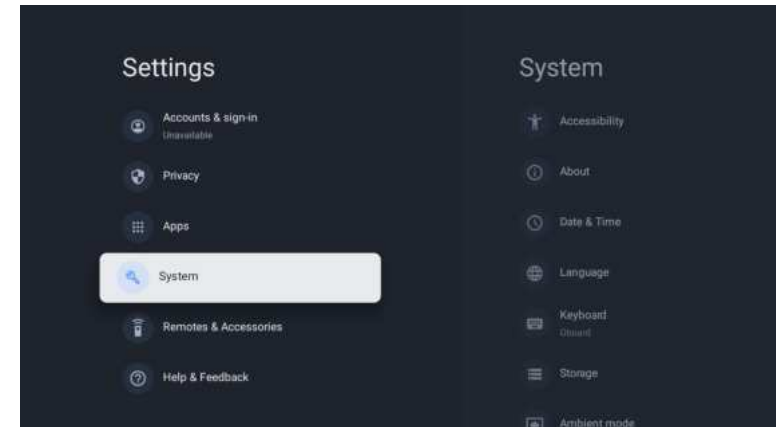 Settings
Accounts & sign-in
Unavailable
Privacy
Apps
System
Remotes & Accessories
Help & Feedback
System
Accessibility
About
Date & Time
Language
Keyboard
Gboard
Storage
Ambient mode